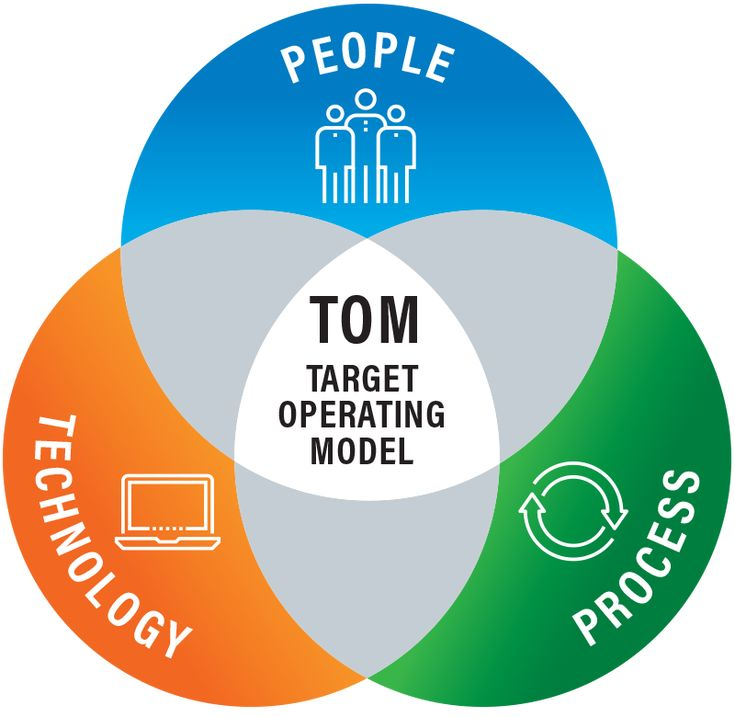 PEOPLE
TOM
TARGET
OPERATING
MODEL
TECHNOLOGY
PROCESS